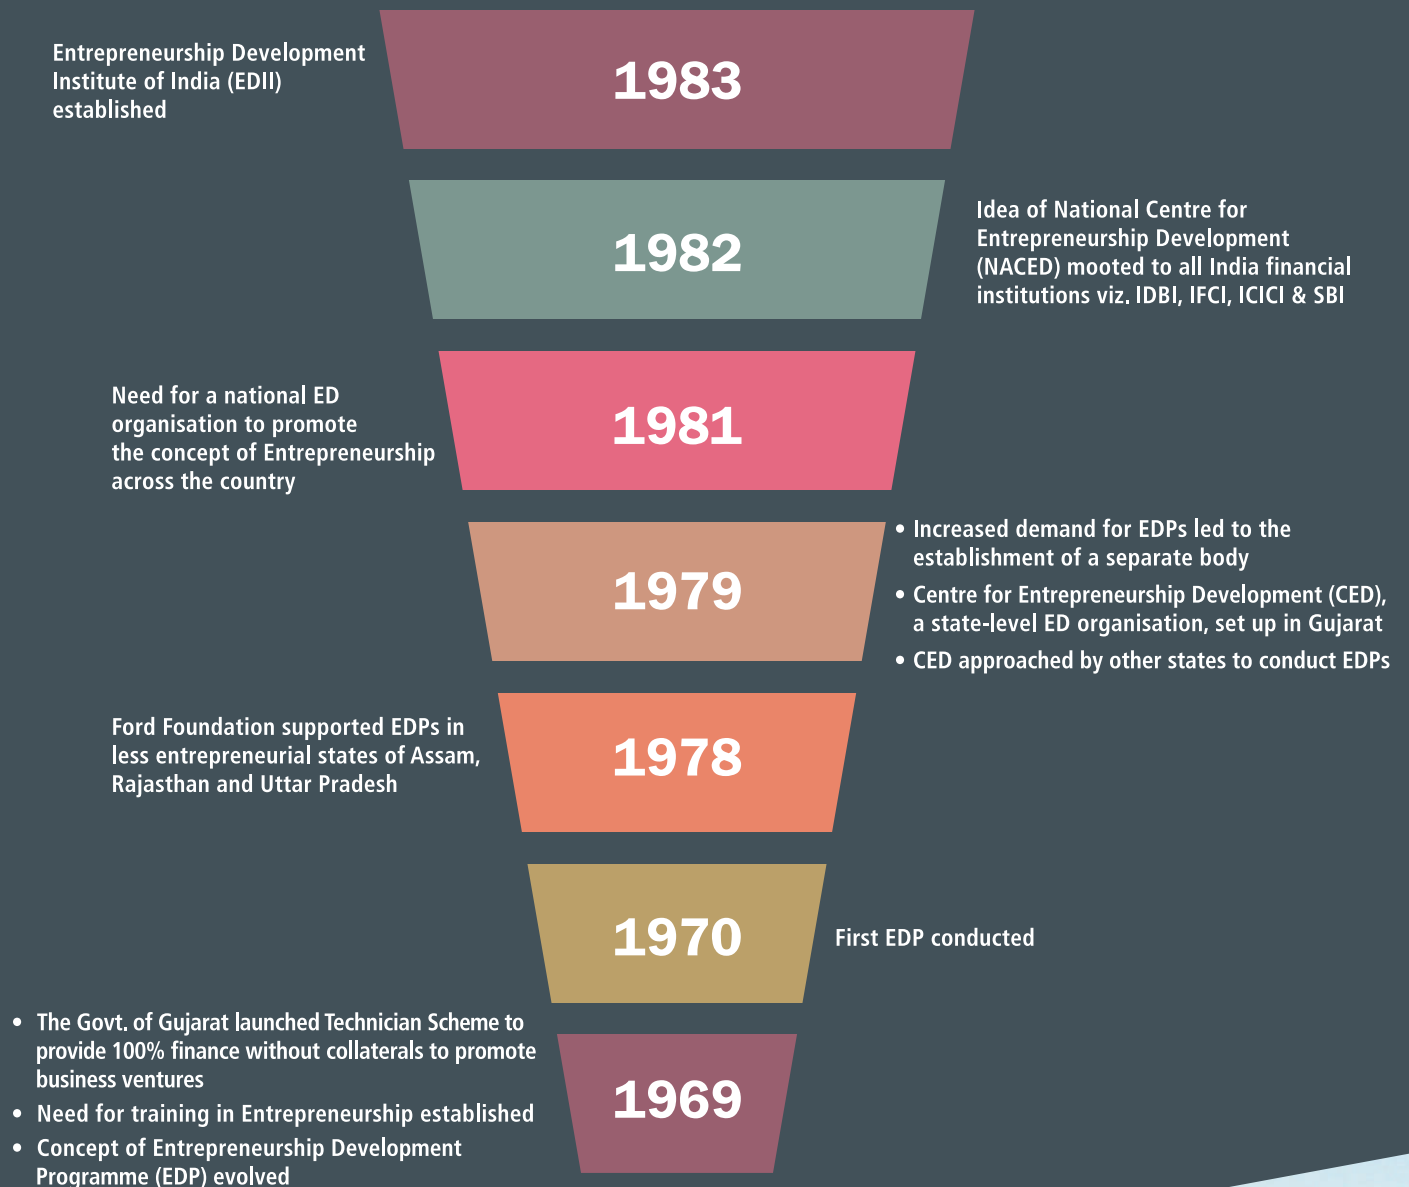 Entrepreneurship Development
Institute of India (EDII)
established
1983
1982
Idea of National Centre for
Entrepreneurship Development
(NACED) mooted to all India financial
institutions viz. IDBI, IFCI, ICICI & SBI
Need for a national ED
organisation to promote
the concept of Entrepreneurship
across the country
1981
1979
• Increased demand for EDPs led to the
establishment of a separate body
• Centre for Entrepreneurship Development (CED),
a state-level ED organisation, set up in Gujarat
• CED approached by other states to conduct EDPs
Ford Foundation supported EDPs in
less entrepreneurial states of Assam,
Rajasthan and Uttar Pradesh
1978
1970
First EDP conducted
• The Govt. of Gujarat launched Technician Scheme to
provide 100% finance without collaterals to promote
business ventures
• Need for training in Entrepreneurship established
• Concept of Entrepreneurship Development
Programme (EDP) evolved
1969